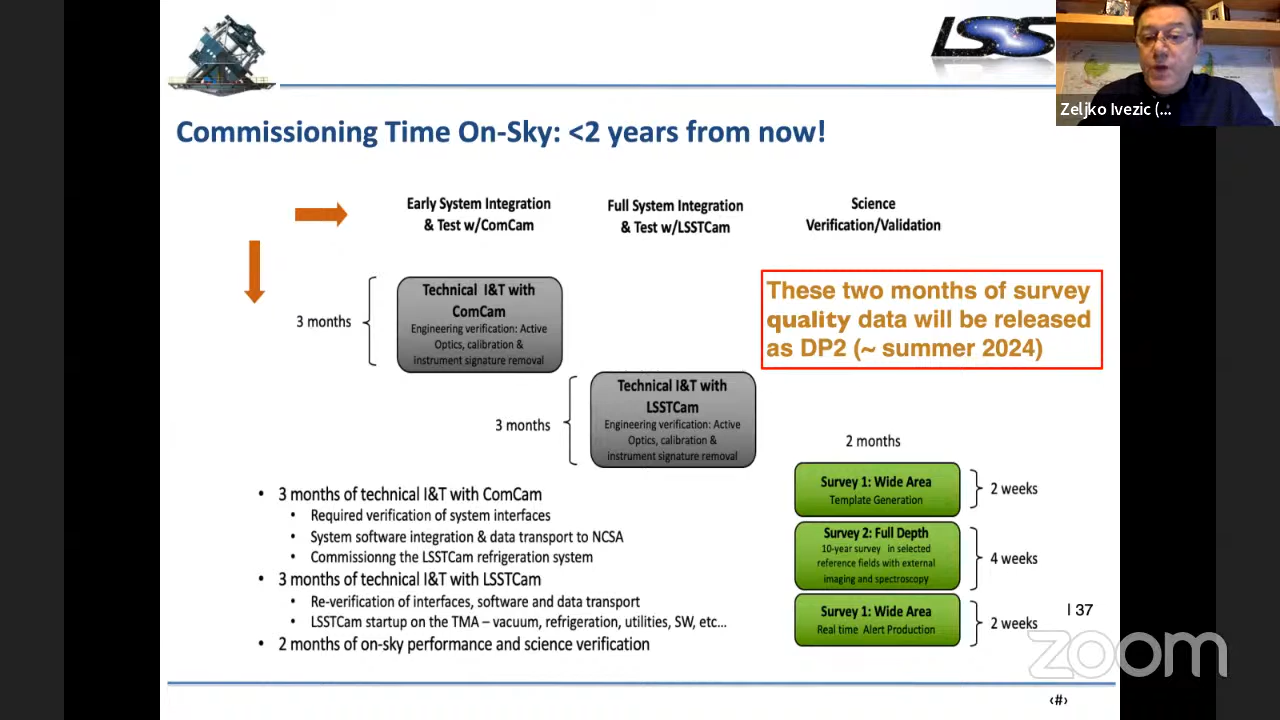 LSS
Zeljko Ivezic (...
Commissioning Time On-Sky: <2 years from now!
Early System Integration
& Test w/ComCam
Full System Integration
& Test w/LSSTCam
Science
Verification/Validation
3 months
Technical I&T with
ComCam
Engineering verification: Active
Optics, calibration &
instrument signature removal
These two months of survey
quality data will be released
as DP2 (~ summer 2024)
3 months
Technical I&T with
LSSTCam
Engineering verification: Active
Optics, calibration &
instrument signature removal
2 months
Survey 1: Wide Area
Template Generation
2 weeks
Survey 2: Full Depth
10-year survey in selected
reference fields with external
imaging and spectroscopy
4 weeks
Survey 1: Wide Area
Real time Alert Production
2 weeks
• 3 months of technical I&T with ComCam
• Required verification of system interfaces
• System software integration & data transport to NCSA
• Commissionng the LSSTCam refrigeration system
• 3 months of technical I&T with LSSTCam
• Re-verification of interfaces, software and data transport
• LSSTCam startup on the TMA – vacuum, refrigeration, utilities, SW, etc...
• 2 months of on-sky performance and science verification
| 37
zoom
‹#›